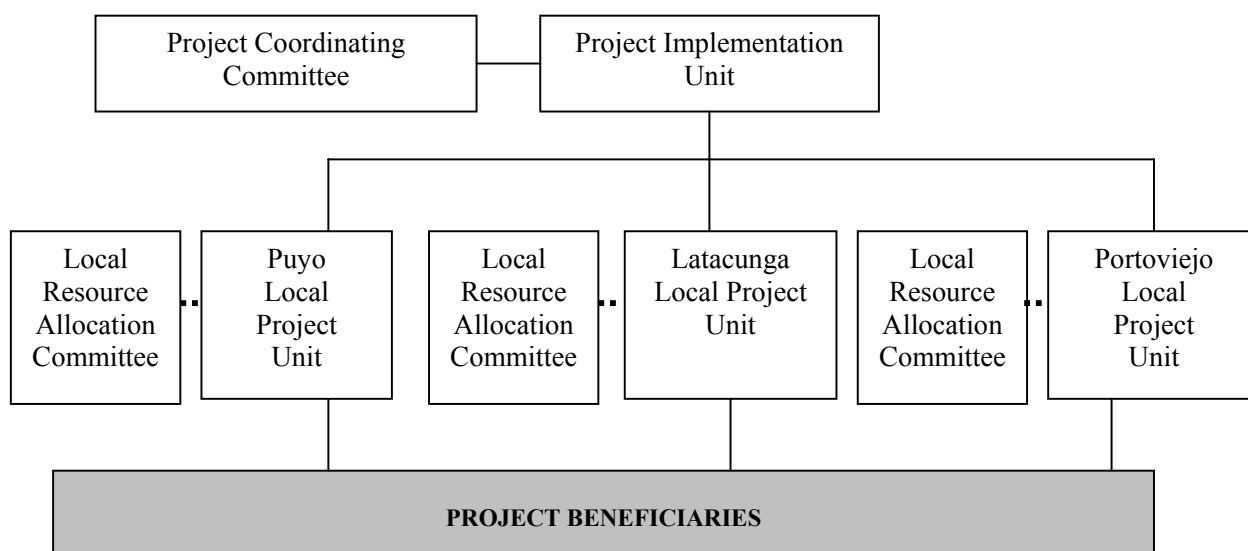 Project Coordinating
Committee
Project Implementation
Unit
Local
Resource
Allocation
Committee
Puyo
Local
Project
Unit
Local
Resource
Allocation
Committee
Latacunga
Local Project
Unit
Local
Resource
Allocation
Committee
Portoviejo
Local
Project
Unit
PROJECT BENEFICIARIES